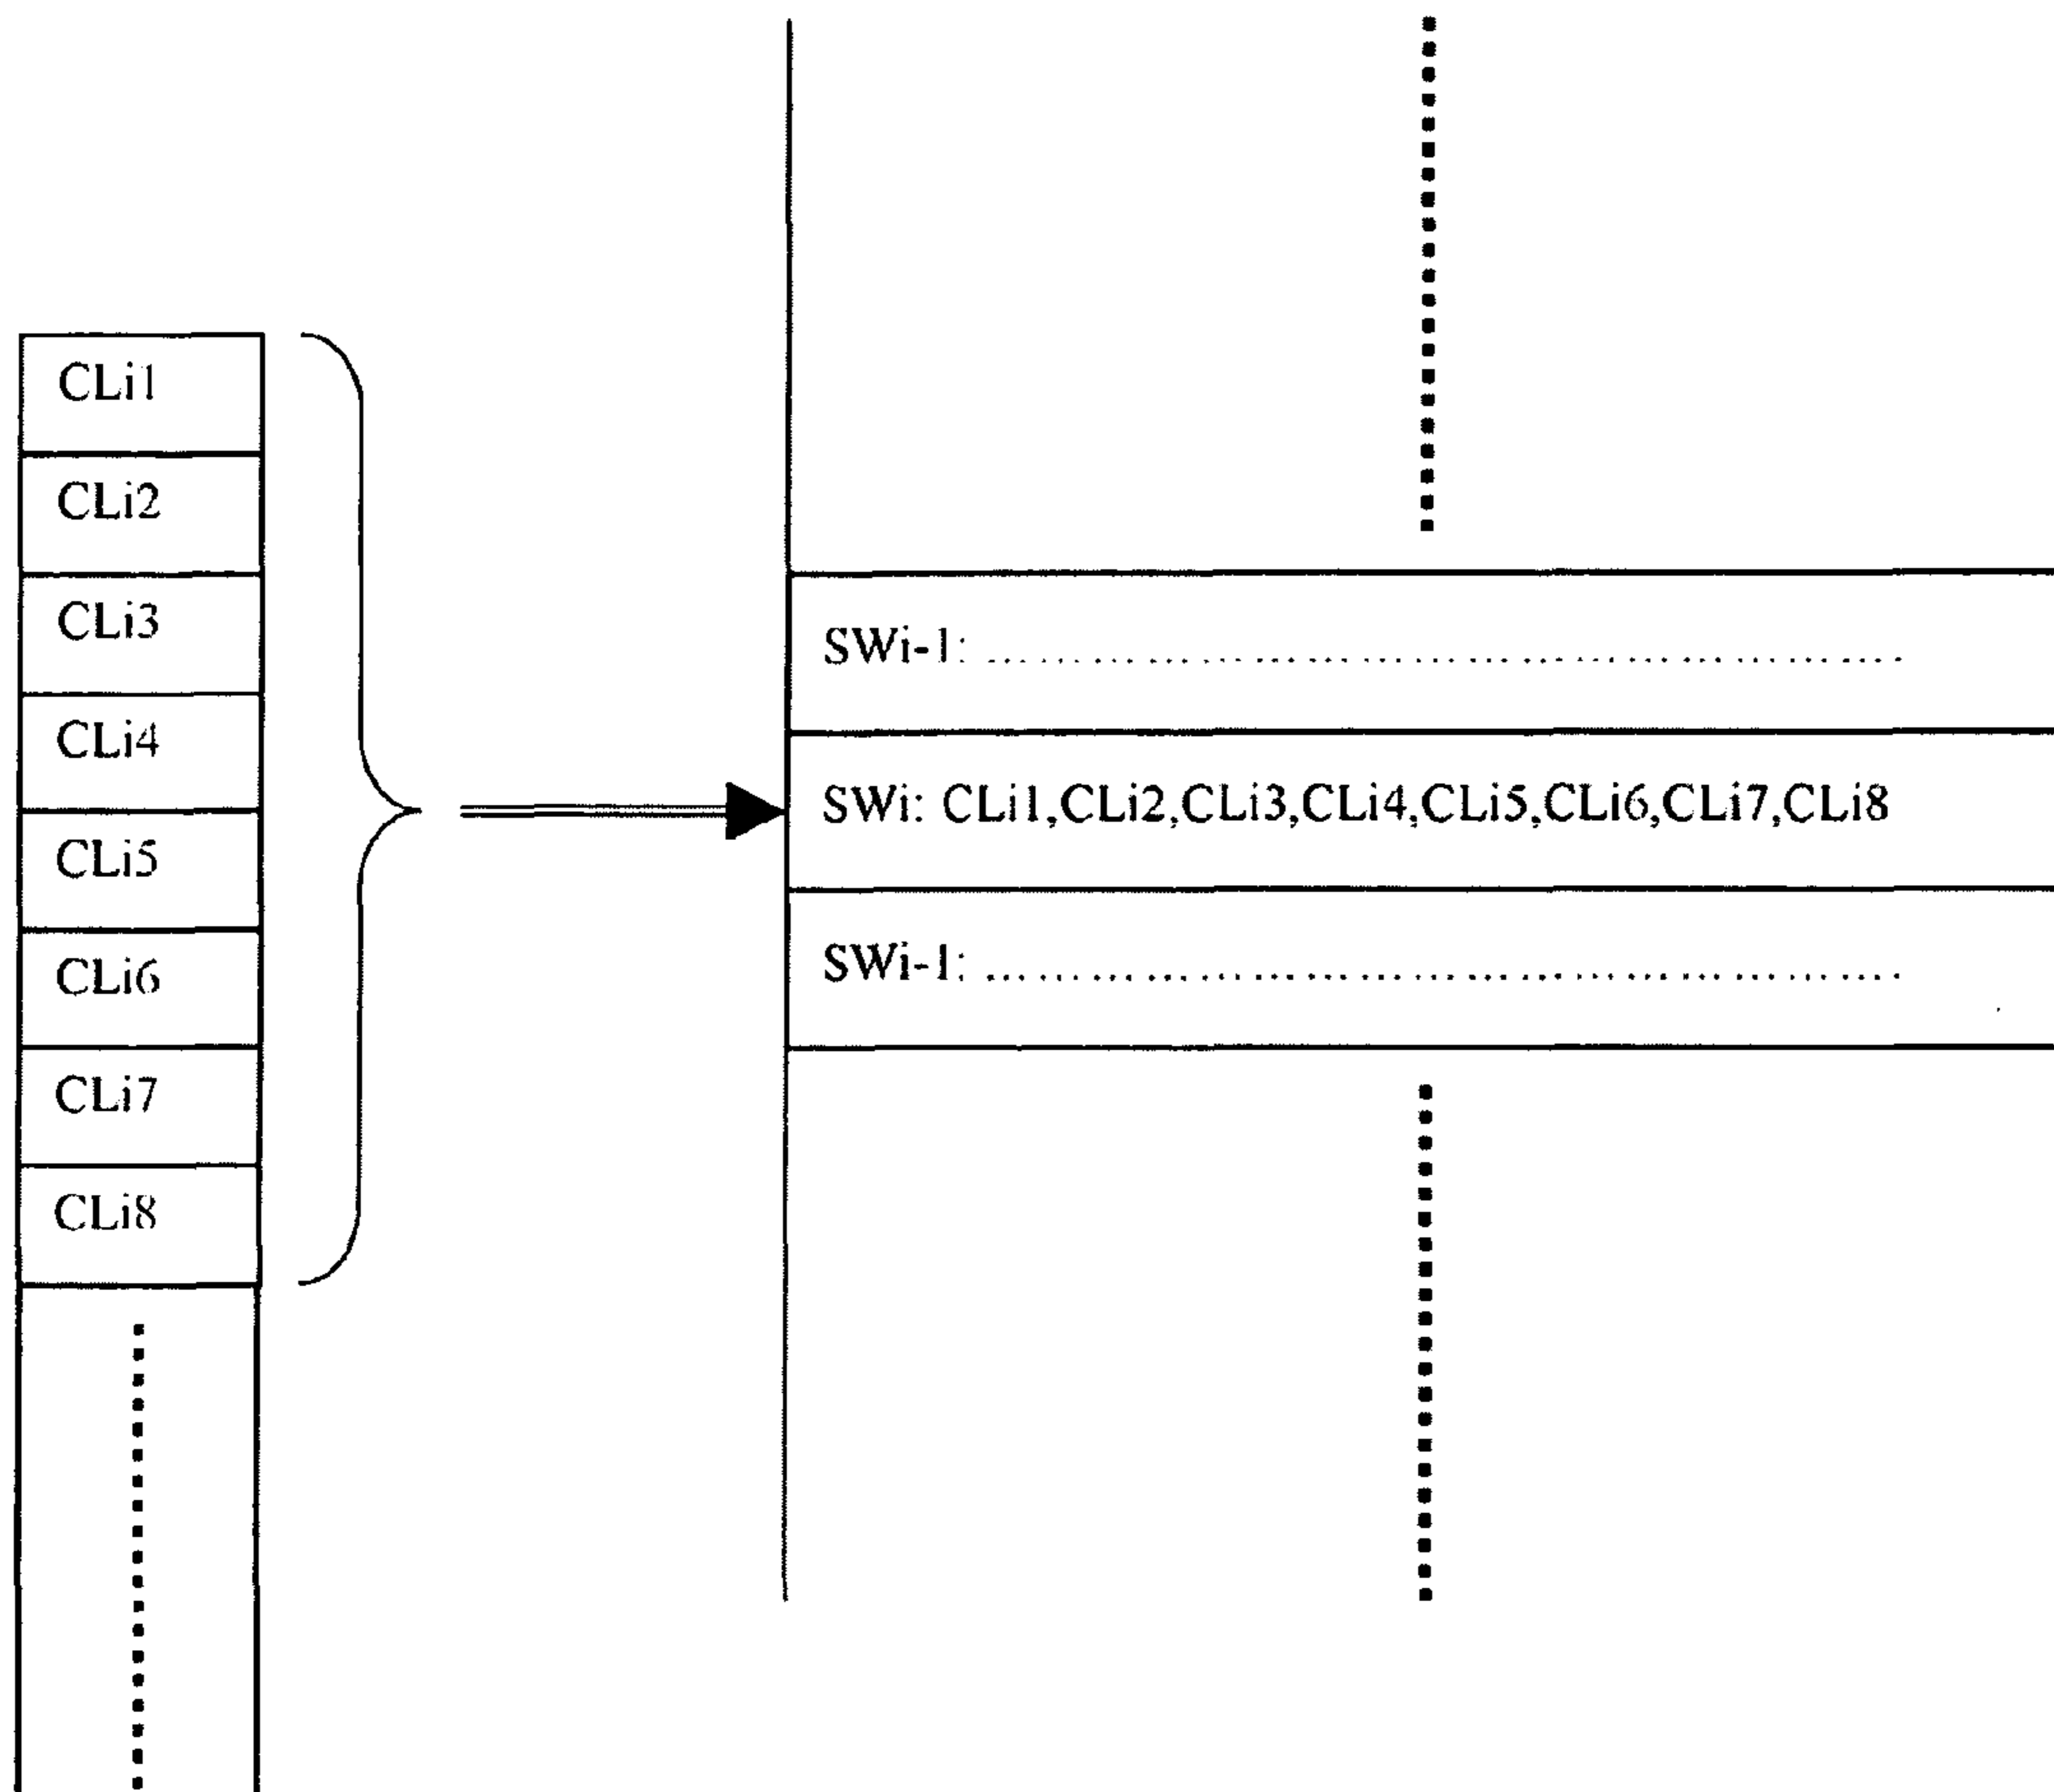 CLi1
CLi2
CLi3
CLi4
CLi5
CLi6
CLi7
CLi8
SWi-1: ................................................
SWi: CLi1,CLi2,CLi3,CLi4,CLi5,CLi6,CLi7,CLi8
SWi-1: ................................................